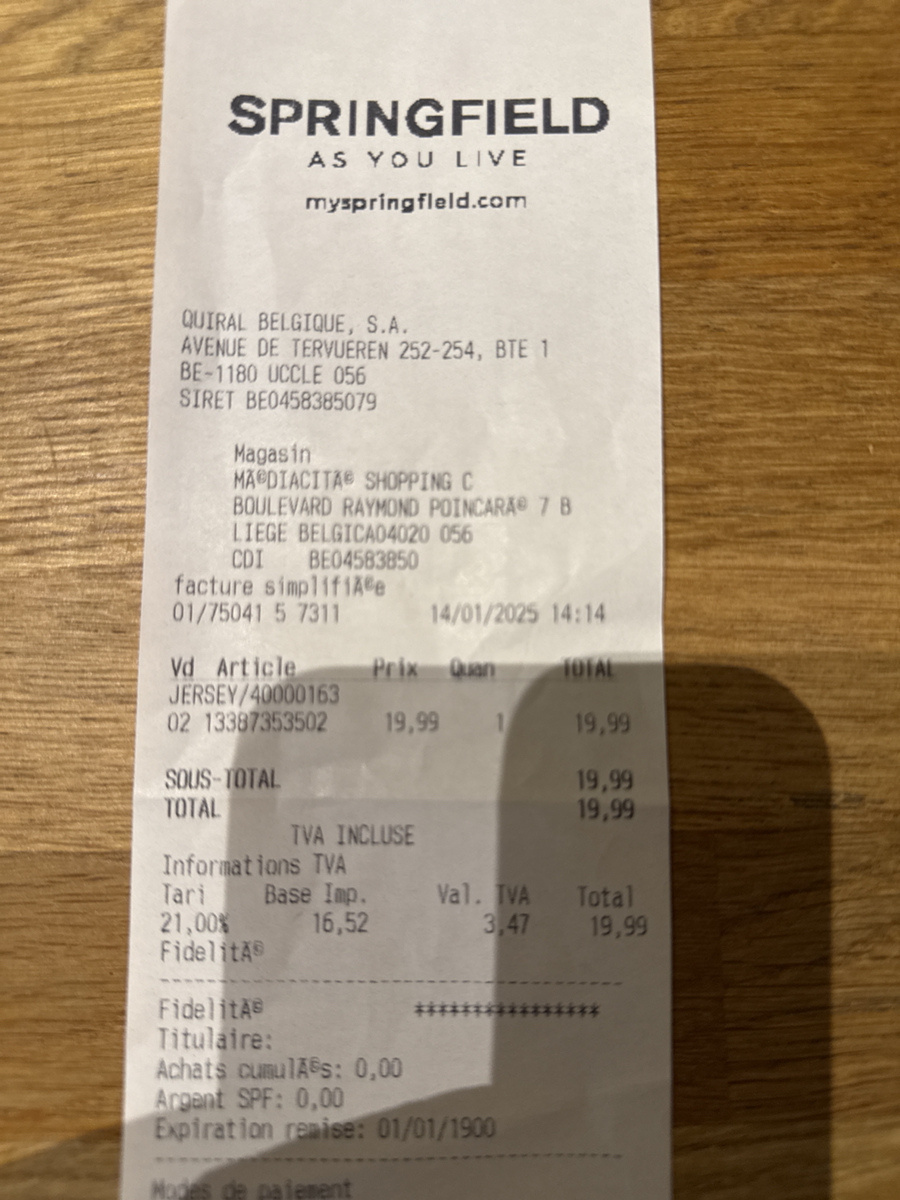 SPRINGFIELD
AS YOU LIVE
myspringfield.com
QUIRAL BELGIQUE, S.A.
AVENUE DE TERVUEREN 252-254, BTE 1
BE-1180 UCCLE 056
SIRET BE0458385079
Magasin
MÃ©DIACITÃ© SHOPPING C
BOULEVARD RAYMOND POINCARÃ© 7 B
LIEGE BELGICA04020 056
CDI BE04583850
facture simplifiÃ©e
01/75041 5 7311 14/01/2025 14:14
Vd Article Prix Quan TOTAL
JERSEY/40000163
02 13387353502 19,99 1 19,99
SOUS-TOTAL 19,99
TOTAL 19,99
TVA INCLUSE
Informations TVA
Tari Base Imp. Val. TVA Total
21,00% 16,52 3,47 19,99
FidelitÃ©
----------------------------------------
FidelitÃ© ****************
Titulaire:
Achats cumulÃ©s: 0,00
Argent SPF: 0,00
Expiration remise: 01/01/1900
----------------------------------------
Modes de paiement